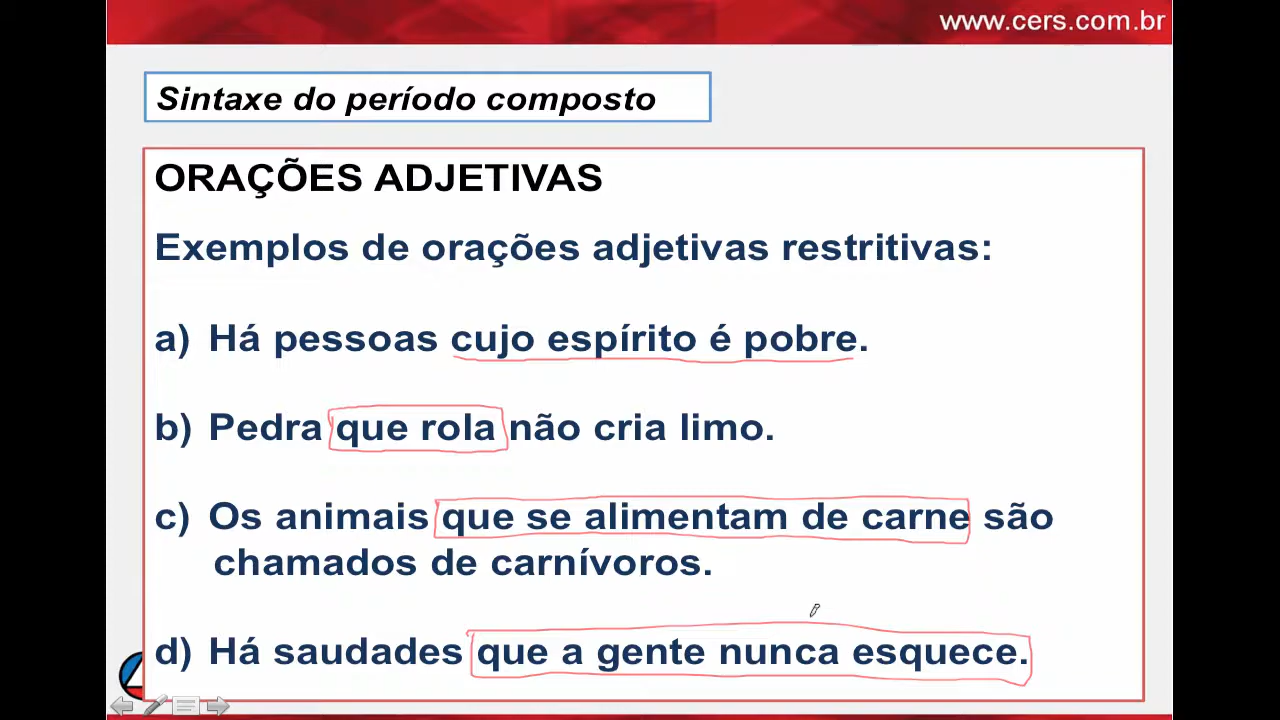 www.cers.com.br
Sintaxe do período composto
ORAÇÕES ADJETIVAS
Exemplos de orações adjetivas restritivas:
a) Há pessoas cujo espírito é pobre.
b) Pedra que rola não cria limo.
c) Os animais que se alimentam de carne são
chamados de carnívoros.
d) Há saudades que a gente nunca esquece.